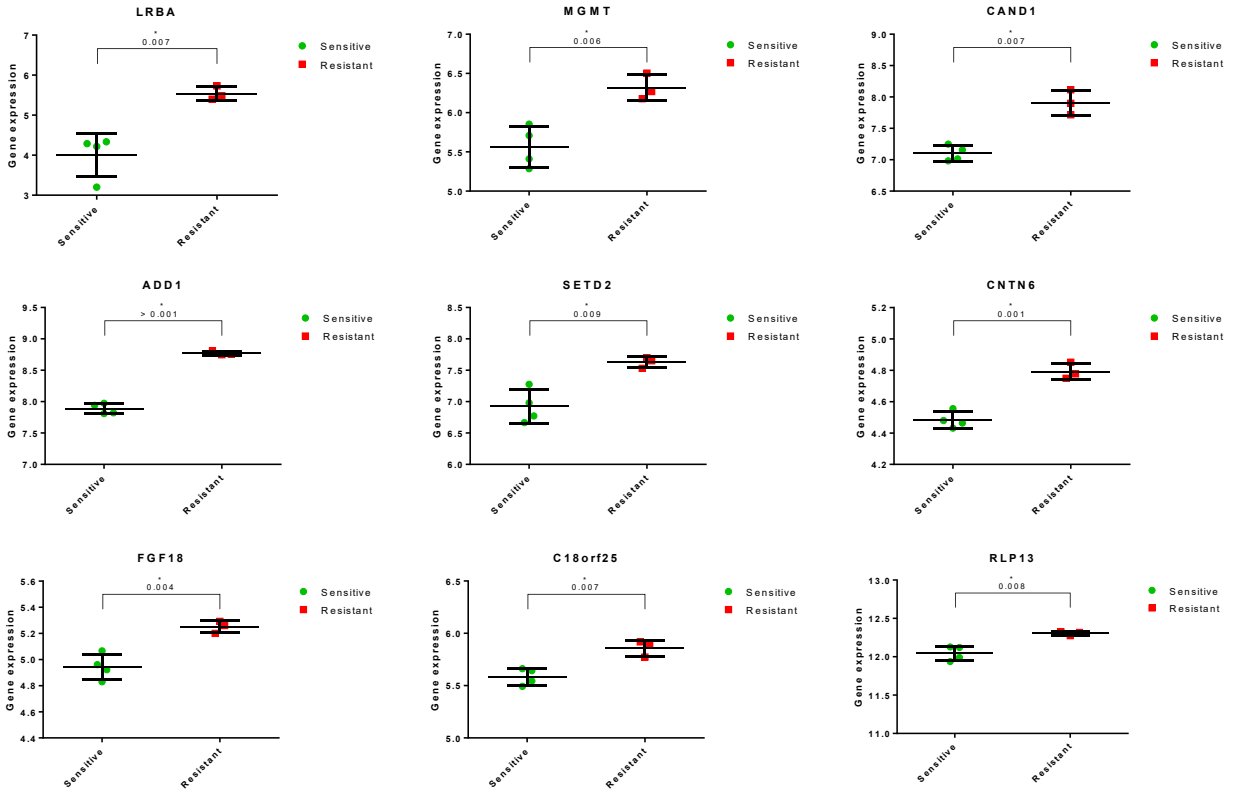 LRBA
*
0.007
Sensitive
Resistant
Gene expression
7
6
5
4
3
Sensitive
Resistant
MGMT
*
0.006
Sensitive
Resistant
Gene expression
7.0
6.5
6.0
5.5
5.0
Sensitive
Resistant
CAND1
*
0.007
Sensitive
Resistant
Gene expression
9.0
8.5
8.0
7.5
7.0
6.5
Sensitive
Resistant
ADD1
*
> 0.001
Sensitive
Resistant
Gene expression
9.5
9.0
8.5
8.0
7.5
7.0
Sensitive
Resistant
SETD2
*
0.009
Sensitive
Resistant
Gene expression
8.5
8.0
7.5
7.0
6.5
6.0
Sensitive
Resistant
CNTN6
*
0.001
Sensitive
Resistant
Gene expression
5.2
5.0
4.8
4.6
4.4
4.2
Sensitive
Resistant
FGF18
*
0.004
Sensitive
Resistant
Gene expression
5.6
5.4
5.2
5.0
4.8
4.6
4.4
Sensitive
Resistant
C18orf25
*
0.007
Sensitive
Resistant
Gene expression
6.5
6.0
5.5
5.0
Sensitive
Resistant
RLP13
*
0.008
Sensitive
Resistant
Gene expression
13.0
12.5
12.0
11.5
11.0
Sensitive
Resistant